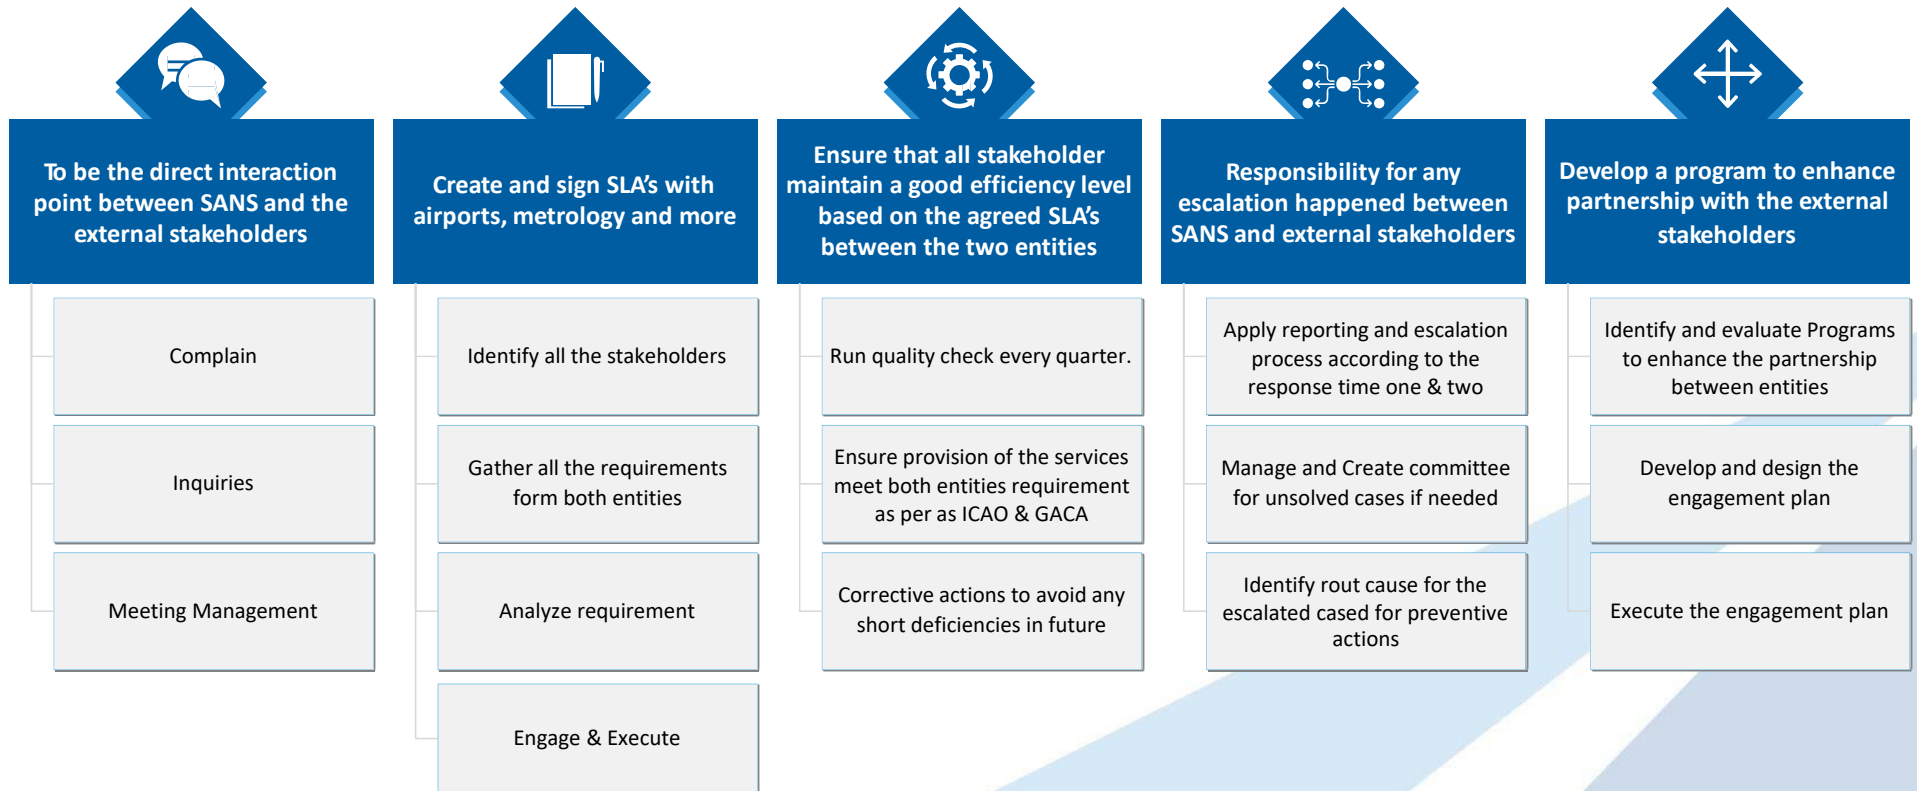 To be the direct interaction
point between SANS and the
external stakeholders
Complain
Inquiries
Meeting Management
Create and sign SLA's with
airports, metrology and more
Identify all the stakeholders
Gather all the requirements
form both entities
Analyze requirement
Engage & Execute
Ensure that all stakeholder
maintain a good efficiency level
based on the agreed SLA's
between the two entities
Run quality check every quarter.
Ensure provision of the services
meet both entities requirement
as per as ICAO & GACA
Corrective actions to avoid any
short deficiencies in future
Responsibility for any
escalation happened between
SANS and external stakeholders
Apply reporting and escalation
process according to the
response time one & two
Manage and Create committee
for unsolved cases if needed
Identify rout cause for the
escalated cased for preventive
actions
Develop a program to enhance
partnership with the external
stakeholders
Identify and evaluate Programs
to enhance the partnership
between entities
Develop and design the
engagement plan
Execute the engagement plan